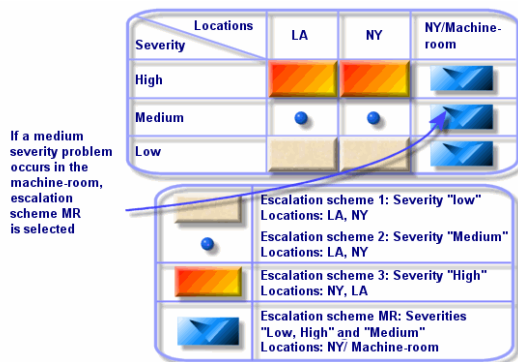 Locations
Severity
LA
NY
NY/Machine-
room
High
Medium
Low
If a medium
severity problem
occurs in the
machine-room,
escalation
scheme MR
is selected
Escalation scheme 1: Severity "low"
Locations: LA, NY
Escalation scheme 2: Severity "Medium"
Locations: LA, NY
Escalation scheme 3: Severity "High"
Locations: NY, LA
Escalation scheme MR: Severities
"Low, High" and "Medium"
Locations: NY/ Machine-room